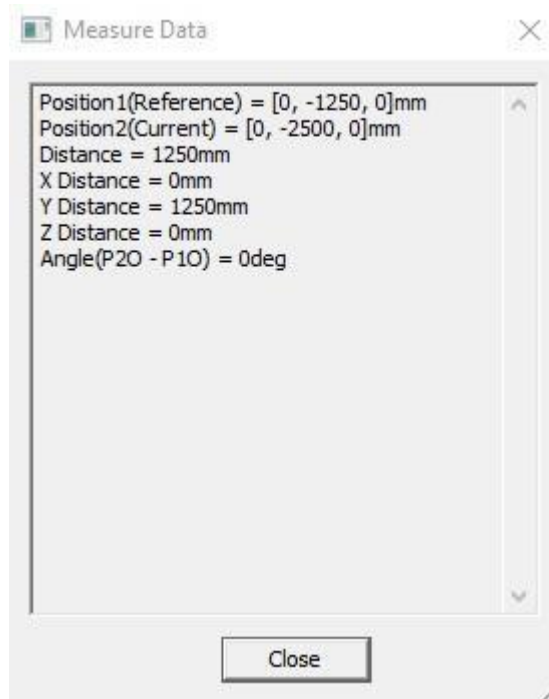 Measure Data
Position1(Reference) = [0, -1250, 0]mm
Position2(Current) = [0, -2500, 0]mm
Distance = 1250mm
X Distance = 0mm
Y Distance = 1250mm
Z Distance = 0mm
Angle(P2O - P1O) = 0deg
Close